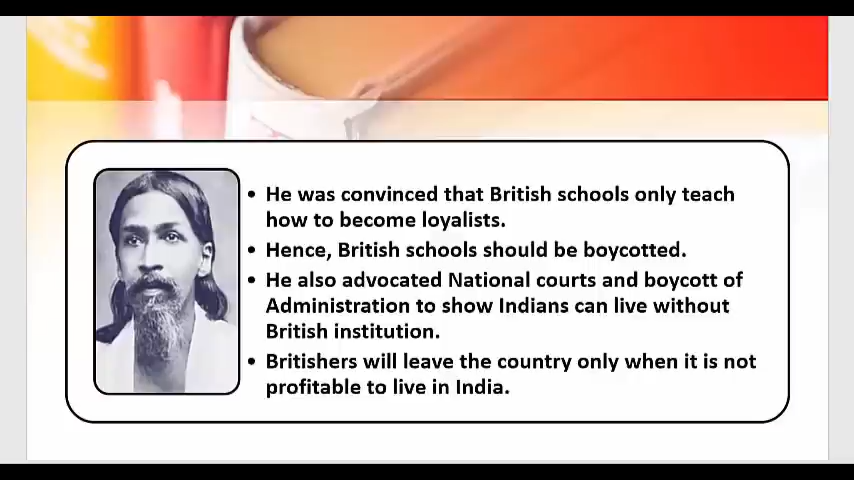 • He was convinced that British schools only teach
how to become loyalists.
• Hence, British schools should be boycotted.
• He also advocated National courts and boycott of
Administration to show Indians can live without
British institution.
• Britishers will leave the country only when it is not
profitable to live in India.